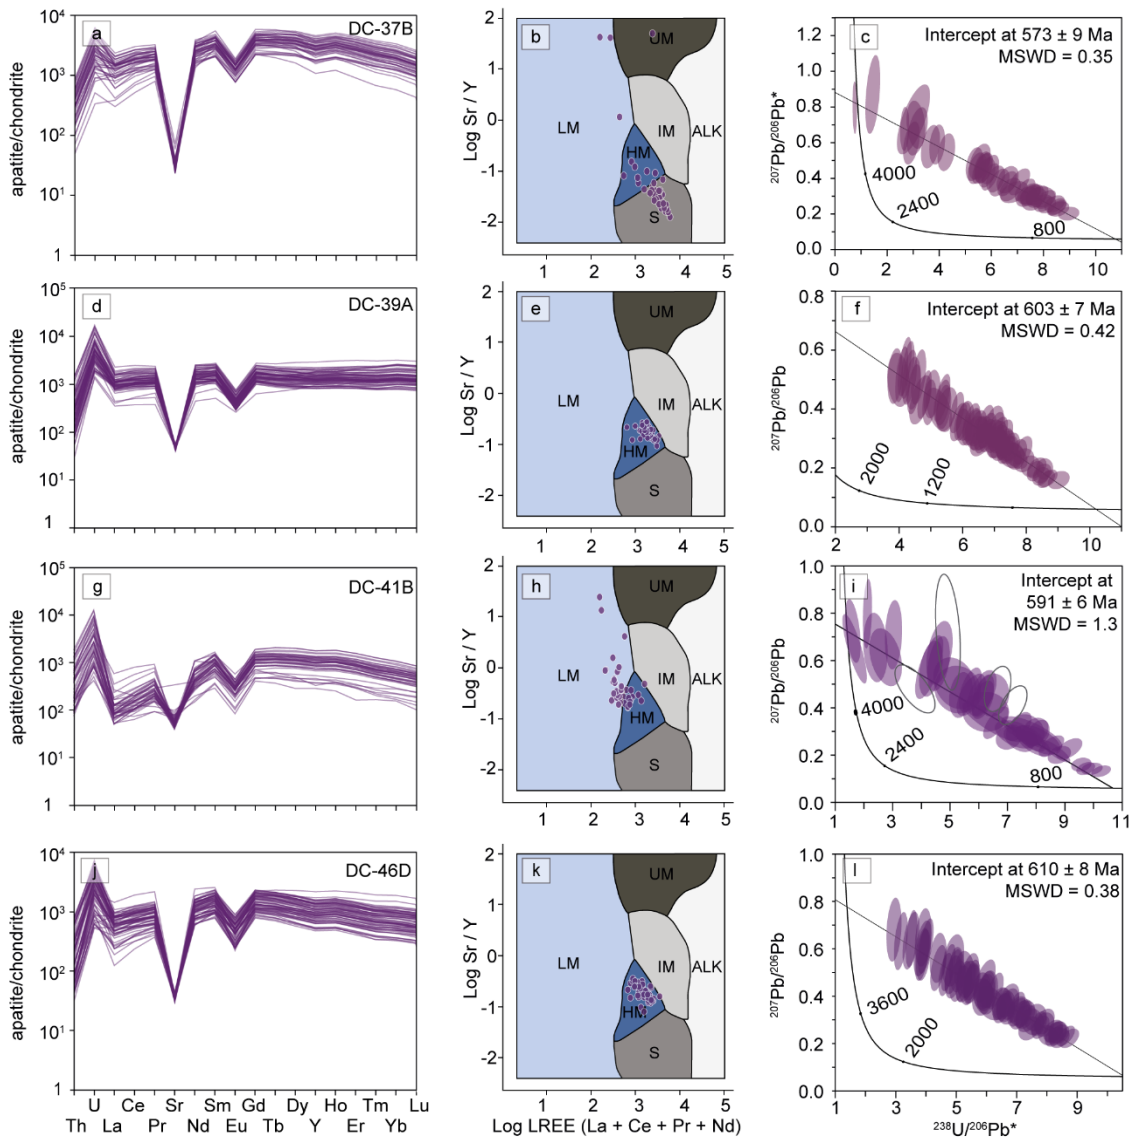 a
DC-37B
apatite/chondrite
10⁴
10³
10²
10¹
1
b
UM
LM
IM
ALK
HM
S
Log Sr / Y
2
1
0
-1
-2
1 2 3 4 5
c
Intercept at 573 ± 9 Ma
MSWD = 0.35
²⁰⁷Pb/²⁰⁶Pb*
1.2
1.0
0.8
0.6
0.4
0.2
0.0
4000
2400
800
0 2 4 6 8 10
d
DC-39A
apatite/chondrite
10⁵
10⁴
10³
10²
10¹
1
e
UM
LM
IM
ALK
HM
S
Log Sr / Y
2
1
0
-1
-2
1 2 3 4 5
f
Intercept at 603 ± 7 Ma
MSWD = 0.42
²⁰⁷Pb/²⁰⁶Pb
0.8
0.6
0.4
0.2
0.0
2000
1200
2 4 6 8 10
g
DC-41B
apatite/chondrite
10⁵
10⁴
10³
10²
10¹
1
h
UM
LM
IM
ALK
HM
S
Log Sr / Y
2
1
0
-1
-2
1 2 3 4 5
i
Intercept at
591 ± 6 Ma
MSWD = 1.3
²⁰⁷Pb/²⁰⁶Pb
1.0
0.8
0.6
0.4
0.2
0.0
4000
2400
800
1 3 5 7 9 11
j
DC-46D
apatite/chondrite
10⁴
10³
10²
10¹
1
Th U La Ce Pr Sr Nd Sm Eu Gd Tb Dy Y Ho Er Tm Yb Lu
k
UM
LM
IM
ALK
HM
S
Log Sr / Y
2
1
0
-1
-2
1 2 3 4 5
Log LREE (La + Ce + Pr + Nd)
l
Intercept at 610 ± 8 Ma
MSWD = 0.38
²⁰⁷Pb/²⁰⁶Pb
1.0
0.8
0.6
0.4
0.2
0.0
3600
2000
1 3 5 7 9
²³⁸U/²⁰⁶Pb*